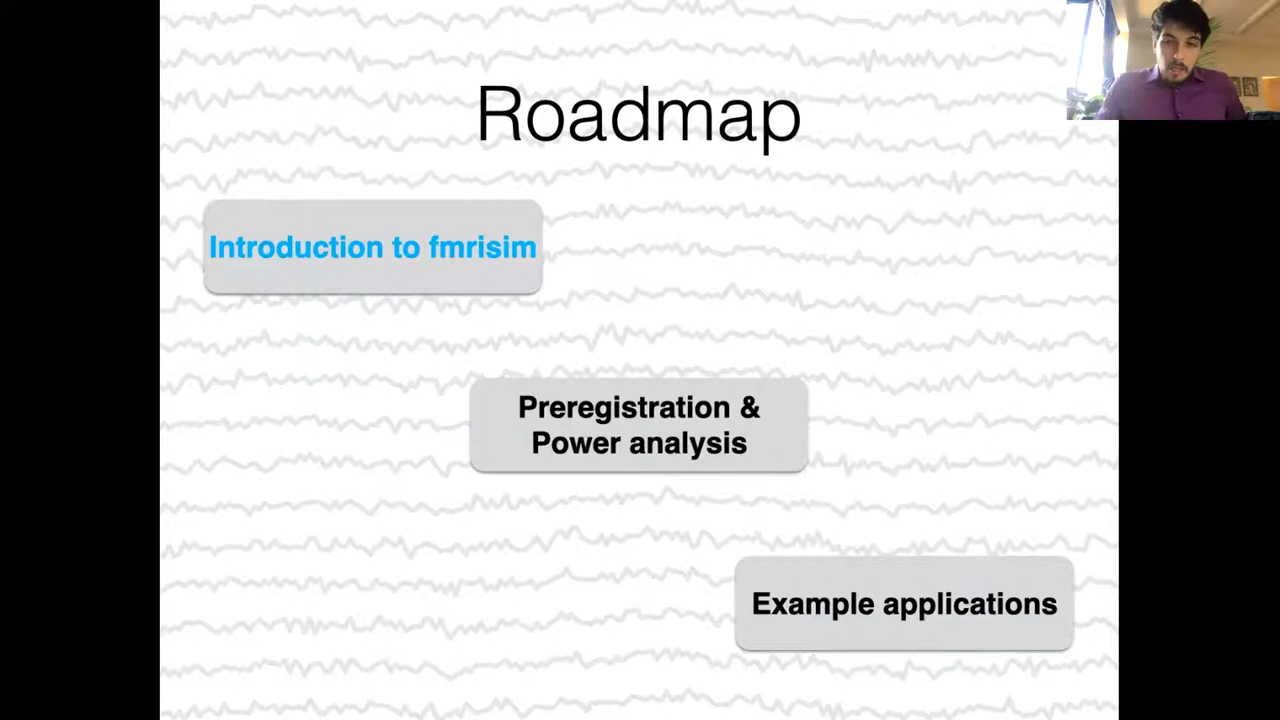 Roadmap
Introduction to fmrisim
Preregistration &
Power analysis
Example applications